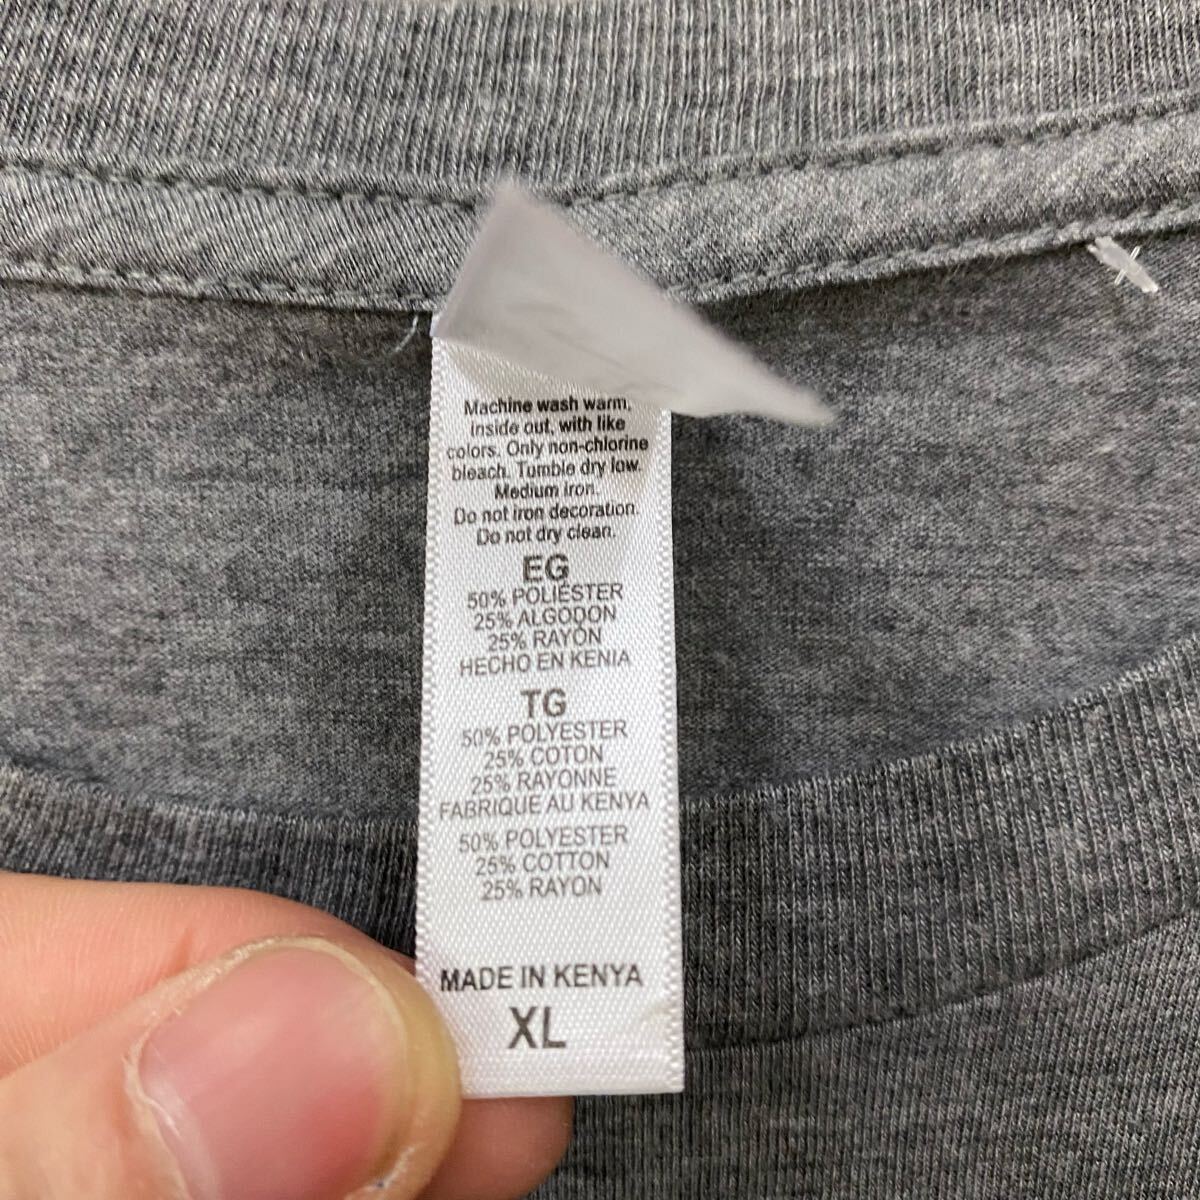 Machine wash warm,
inside out, with like
colors. Only non-chlorine
bleach. Tumble dry low.
Medium iron.
Do not iron decoration.
Do not dry clean.
EG
50% POLIÉSTER
25% ALGODON
25% RAYÓN
HECHO EN KENIA
TG
50% POLYESTER
25% COTON
25% RAYONNE
FABRIQUE AU KENYA
50% POLYESTER
25% COTTON
25% RAYON
MADE IN KENYA
XL